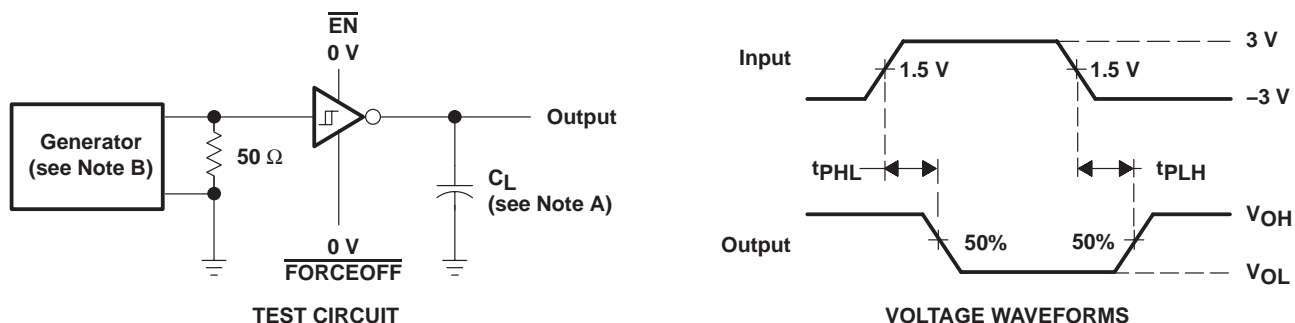 EN
0 V
Generator
(see Note B)
50 Ω
Output
CL
(see Note A)
0 V
FORCEOFF
TEST CIRCUIT
Input
1.5 V
1.5 V
3 V
–3 V
tPHL
tPLH
Output
50%
50%
VOH
VOL
VOLTAGE WAVEFORMS